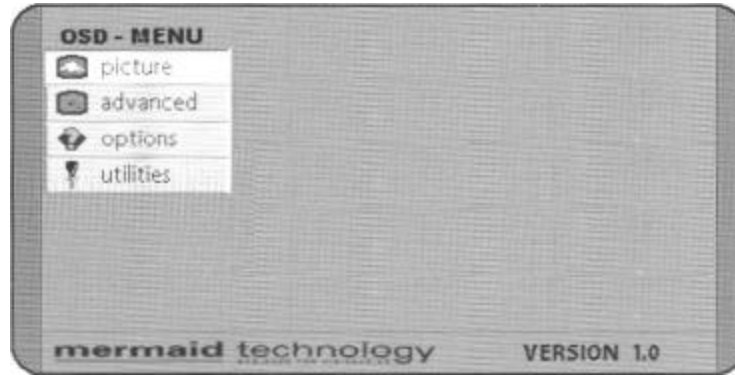 OSD - MENU
picture
advanced
options
utilities
mermaid technology
VERSION 1.0